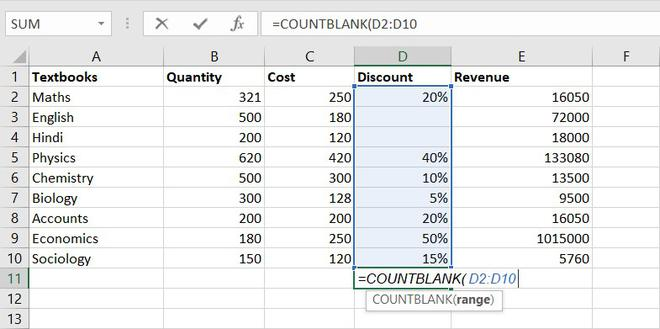 SUM =COUNTBLANK(D2:D10
A B C D E F
1 Textbooks Quantity Cost Discount Revenue
2 Maths 321 250 20% 16050
3 English 500 180 72000
4 Hindi 200 120 18000
5 Physics 620 420 40% 133080
6 Chemistry 500 300 10% 13500
7 Biology 300 128 5% 9500
8 Accounts 200 200 20% 16050
9 Economics 180 250 50% 1015000
10 Sociology 150 120 15% 5760
11 =COUNTBLANK( D2:D10
12 COUNTBLANK(range)
13